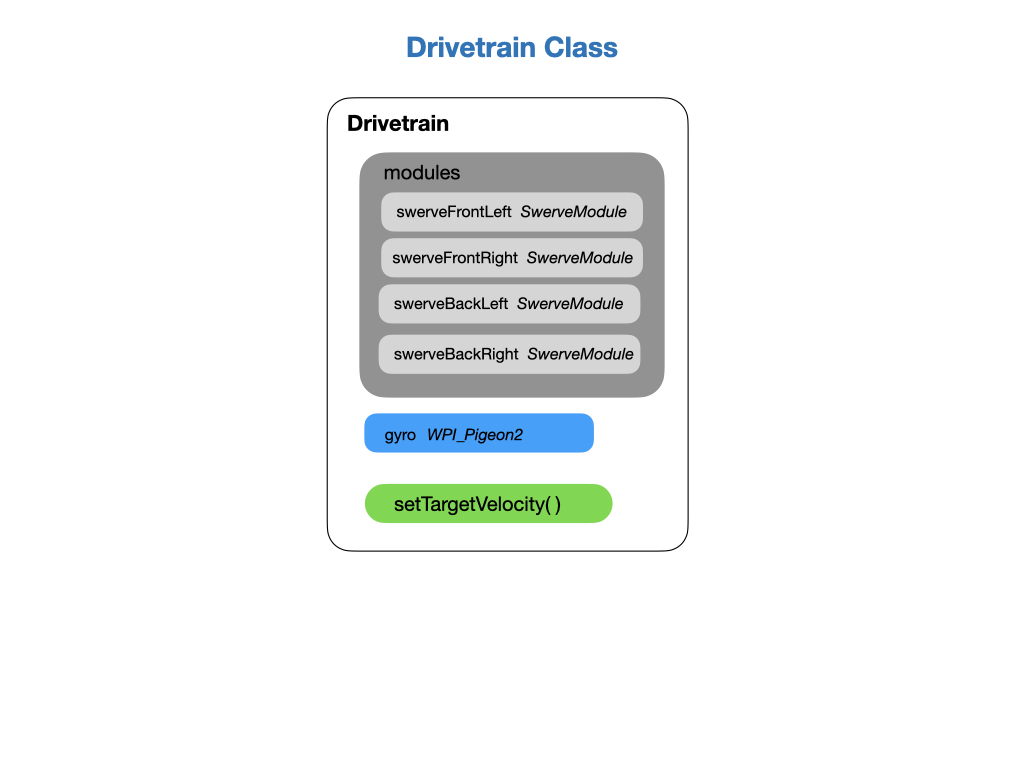 Drivetrain Class
Drivetrain
modules
swerveFrontLeft SwerveModule
swerveFrontRight SwerveModule
swerveBackLeft SwerveModule
swerveBackRight SwerveModule
gyro WPI_Pigeon2
setTargetVelocity( )